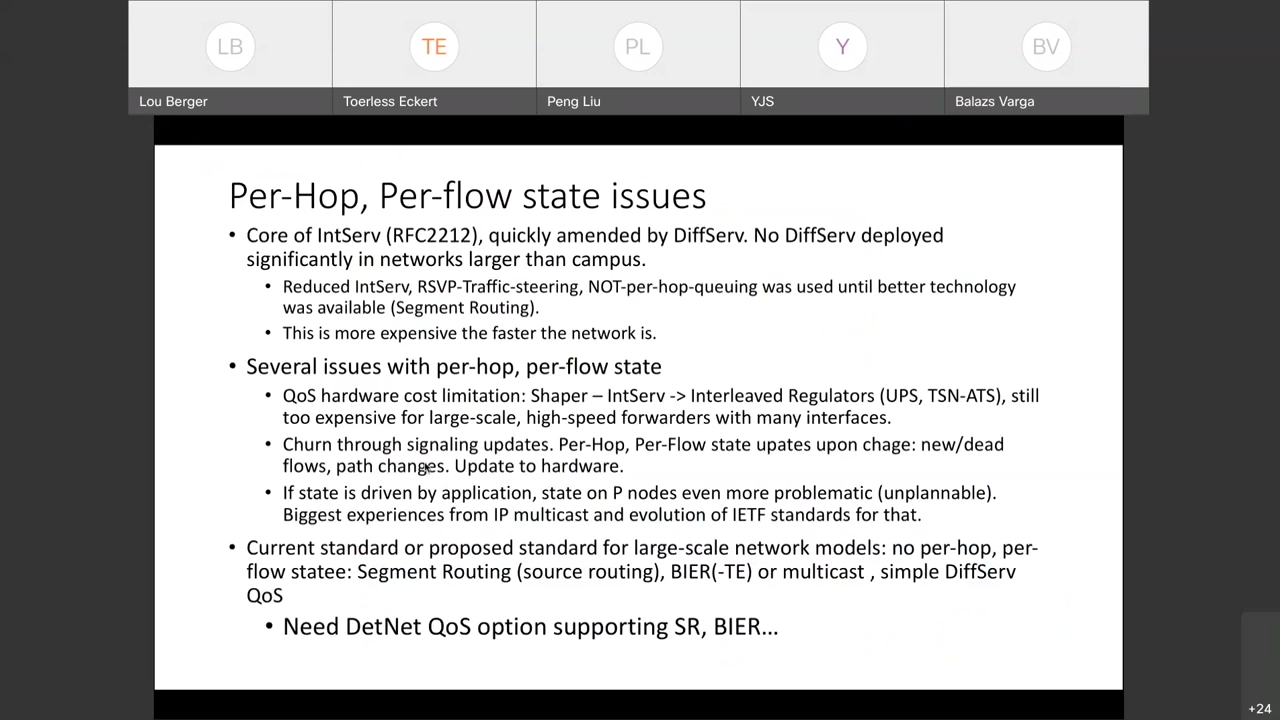 LB
TE
PL
Y
BV
Lou Berger
Toerless Eckert
Peng Liu
YJS
Balazs Varga
Per-Hop, Per-flow state issues
• Core of IntServ (RFC2212), quickly amended by DiffServ. No DiffServ deployed
significantly in networks larger than campus.
• Reduced IntServ, RSVP-Traffic-steering, NOT-per-hop-queuing was used until better technology
was available (Segment Routing).
• This is more expensive the faster the network is.
• Several issues with per-hop, per-flow state
• QoS hardware cost limitation: Shaper – IntServ -> Interleaved Regulators (UPS, TSN-ATS), still
too expensive for large-scale, high-speed forwarders with many interfaces.
• Churn through signaling updates. Per-Hop, Per-Flow state upates upon chage: new/dead
flows, path changes. Update to hardware.
• If state is driven by application, state on P nodes even more problematic (unplannable).
Biggest experiences from IP multicast and evolution of IETF standards for that.
• Current standard or proposed standard for large-scale network models: no per-hop, per-
flow statee: Segment Routing (source routing), BIER(-TE) or multicast , simple DiffServ
QoS
• Need DetNet QoS option supporting SR, BIER...
+24